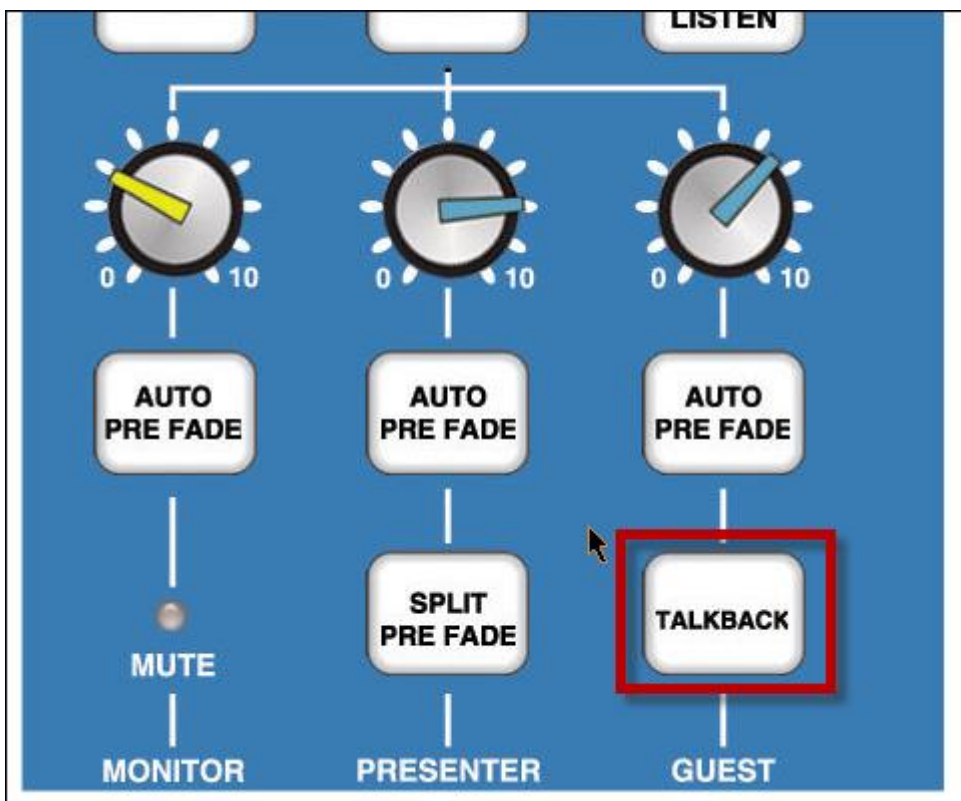 LISTEN
0 10 0 10 0 10
AUTO
PRE FADE
AUTO
PRE FADE
AUTO
PRE FADE
SPLIT
PRE FADE
TALKBACK
MUTE
MONITOR PRESENTER GUEST